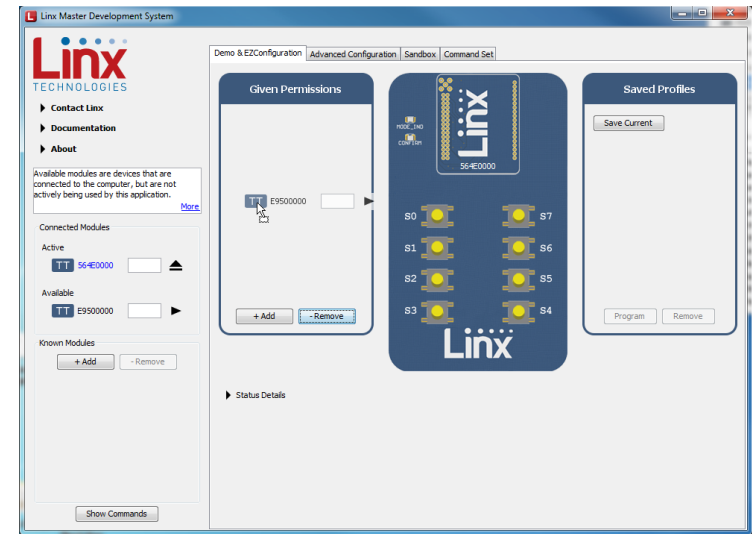 Linx Master Development System
Linx
TECHNOLOGIES
Contact Linx
Documentation
About
Available modules are devices that are
connected to the computer, but are not
actively being used by this application.
More
Connected Modules
Active
TT 564E0000
Available
TT E9500000
Known Modules
+ Add - Remove
Show Commands
Demo & EZConfiguration Advanced Configuration Sandbox Command Set
Given Permissions
TT E9500000
+ Add - Remove
MODE_IND
CONFIRM
Linx
564E0000
S0 S7
S1 S6
S2 S5
S3 S4
Linx
Saved Profiles
Save Current
Program Remove
Status Details